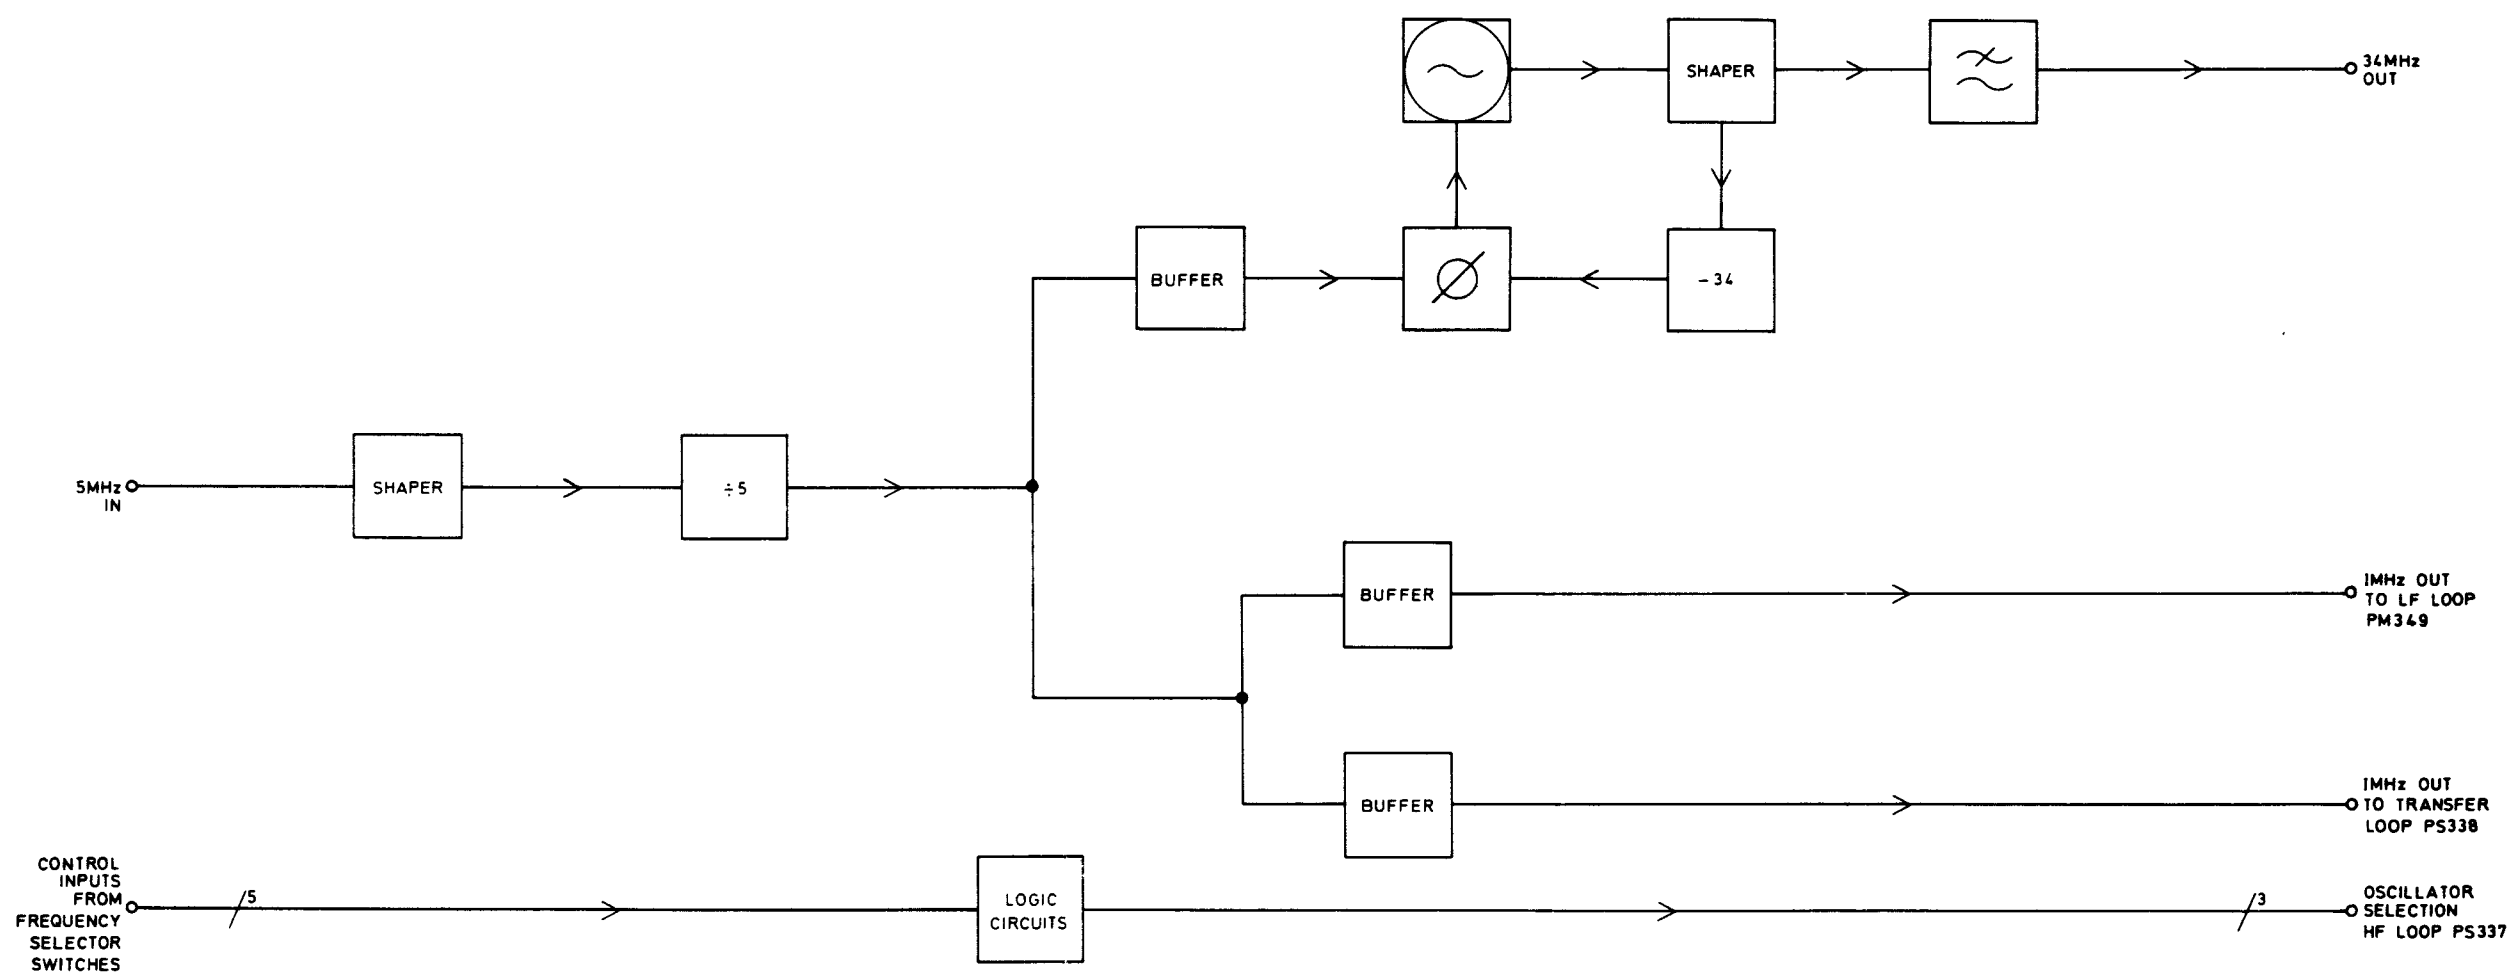 SHAPER
34MHz
OUT
BUFFER
Ø
-34
5MHz
IN
SHAPER
÷5
BUFFER
1MHz OUT
TO LF LOOP
PM349
BUFFER
1MHz OUT
TO TRANSFER
LOOP PS338
CONTROL
INPUTS
FROM
FREQUENCY
SELECTOR
SWITCHES
5
LOGIC
CIRCUITS
3
OSCILLATOR
SELECTION
HF LOOP PS337